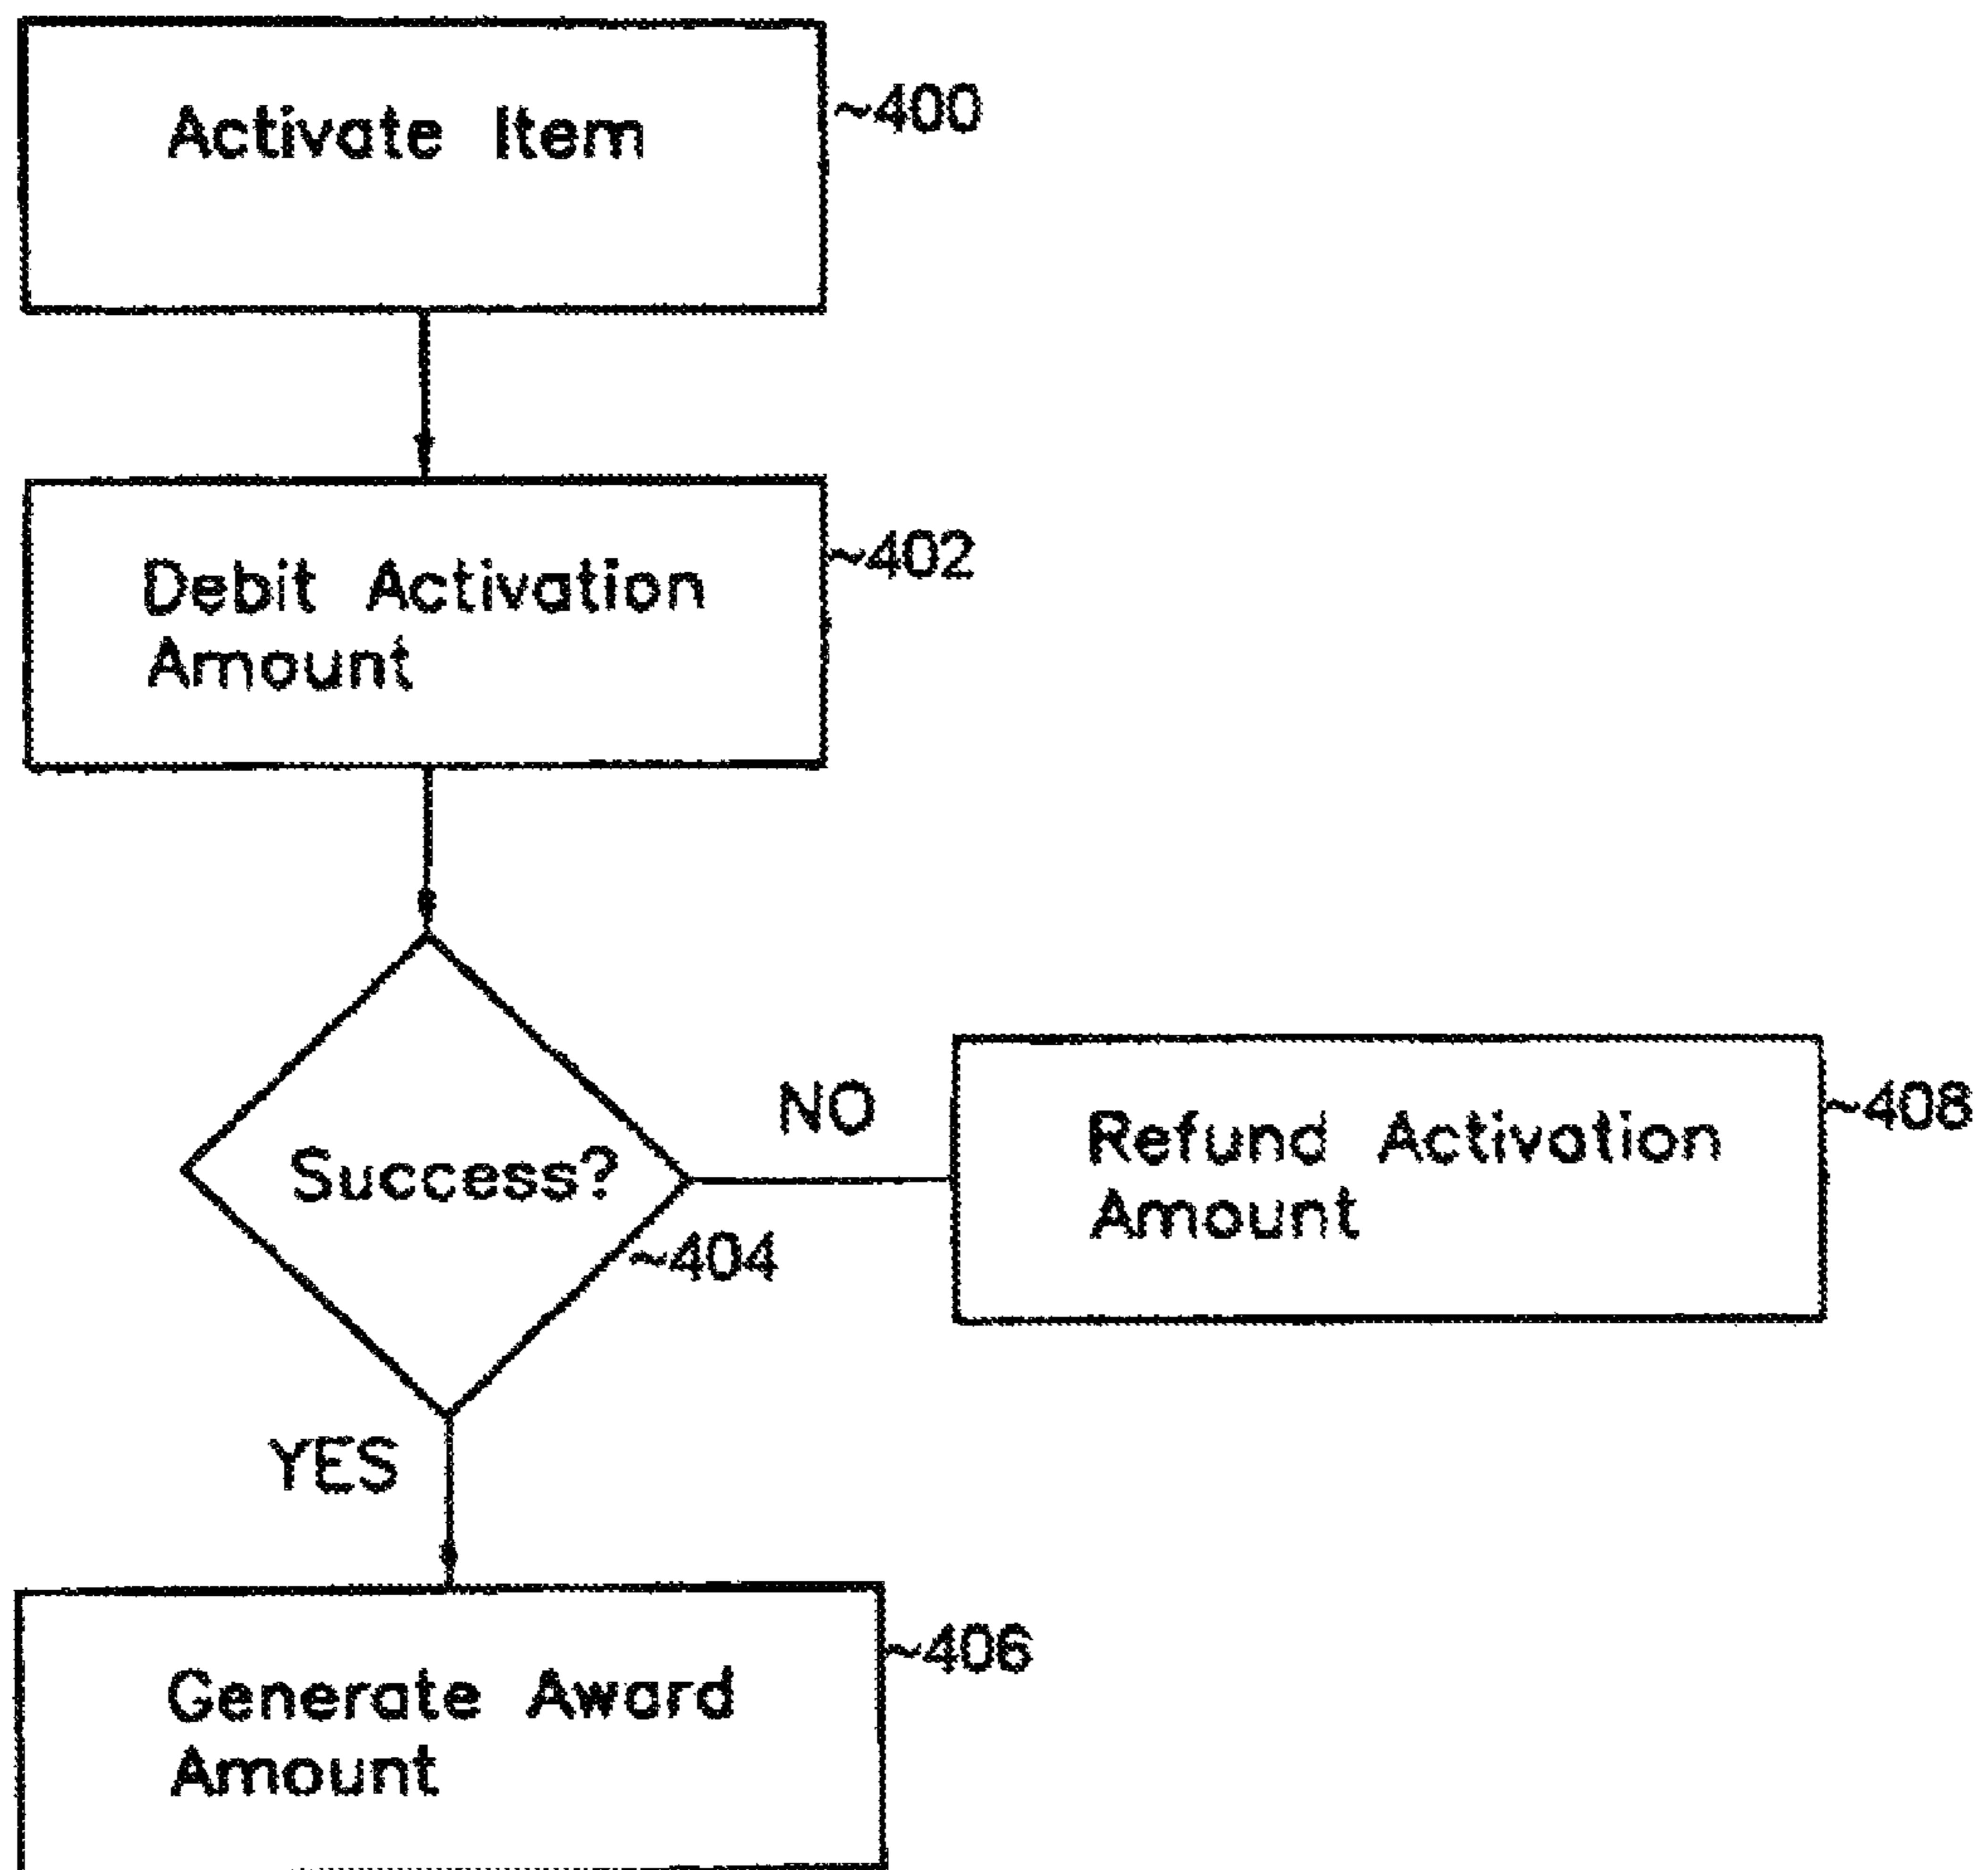 Activate Item
~400
Debit Activation
Amount
~402
Success?
~404
NO
Refund Activation
Amount
~408
YES
Generate Award
Amount
~406